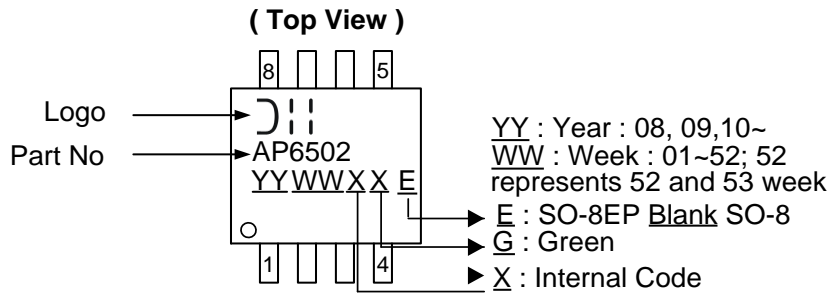 ( Top View )
8 5
Logo
Part No
AP6502
YY WW X X E
1 4
YY : Year : 08, 09,10~
WW : Week : 01~52; 52
represents 52 and 53 week
E : SO-8EP Blank SO-8
G : Green
X : Internal Code